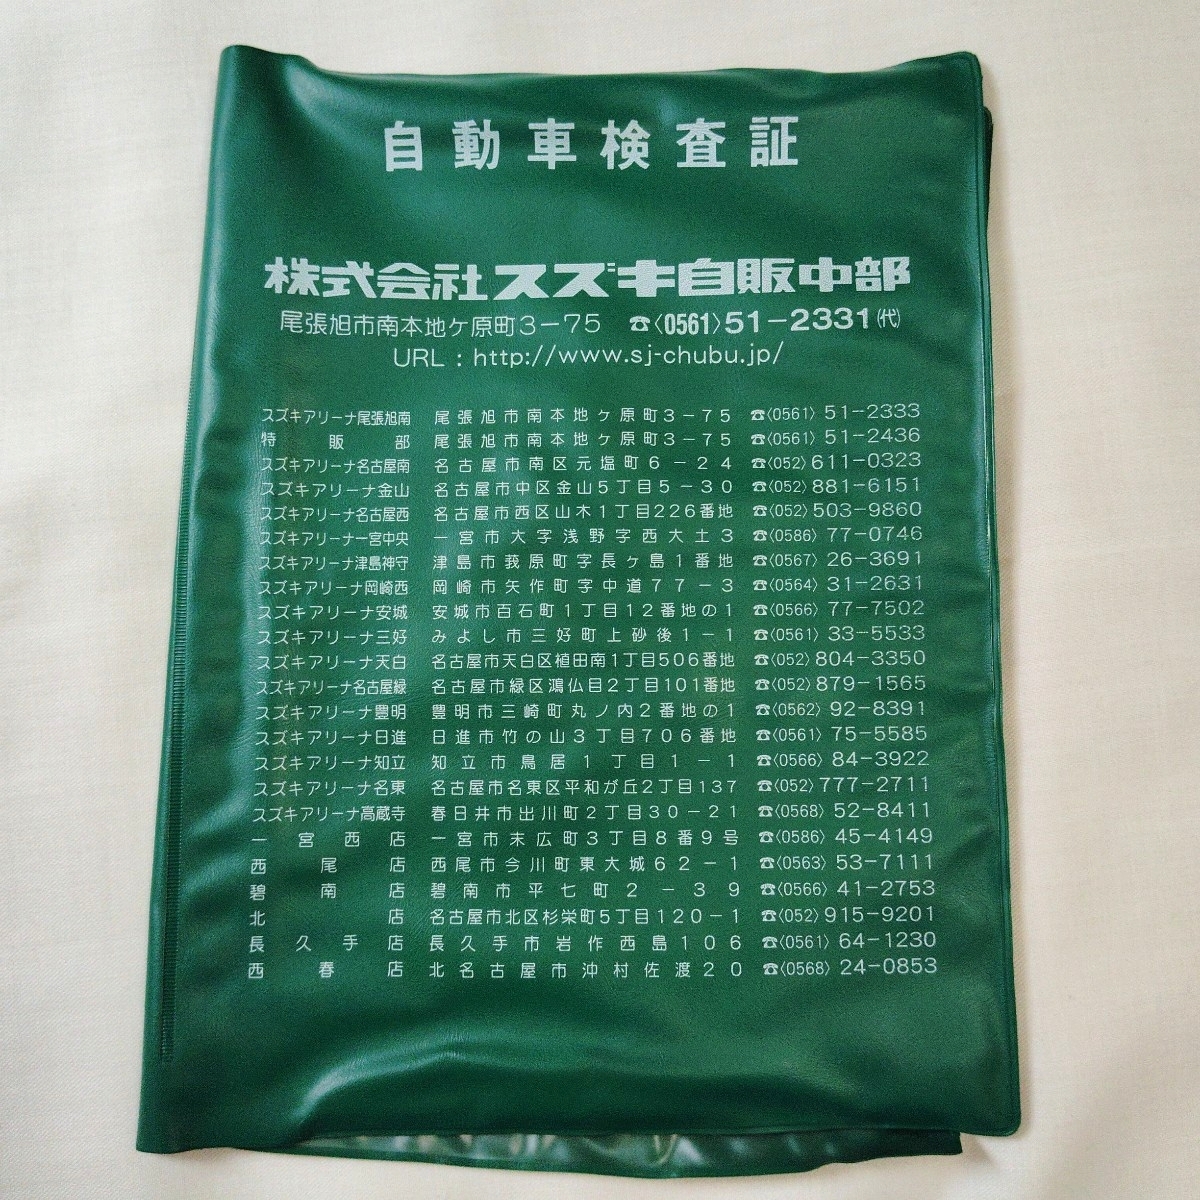 自動車検査証
株式会社スズキ自販中部
尾張旭市南本地ケ原町3-75 ☎〈0561〉51-2331㈹
URL : http://www.sj-chubu.jp/
スズキアリーナ尾張旭南 尾張旭市南本地ヶ原町3-75 ☎〈0561〉51-2333
特販部 尾張旭市南本地ヶ原町3-75 ☎〈0561〉51-2436
スズキアリーナ名古屋南 名古屋市南区元塩町6-24 ☎〈052〉611-0323
スズキアリーナ金山 名古屋市中区金山5丁目5-30 ☎〈052〉881-6151
スズキアリーナ名古屋西 名古屋市西区山木1丁目226番地 ☎〈052〉503-9860
スズキアリーナ一宮中央 一宮市大字浅野字西大土3 ☎〈0586〉77-0746
スズキアリーナ津島神守 津島市莪原町字長ヶ島1番地 ☎〈0567〉26-3691
スズキアリーナ岡崎西 岡崎市矢作町字中道77-3 ☎〈0564〉31-2631
スズキアリーナ安城 安城市百石町1丁目12番地の1 ☎〈0566〉77-7502
スズキアリーナ三好 みよし市三好町上砂後1-1 ☎〈0561〉33-5533
スズキアリーナ天白 名古屋市天白区植田南1丁目506番地 ☎〈052〉804-3350
スズキアリーナ名古屋緑 名古屋市緑区鴻仏目2丁目101番地 ☎〈052〉879-1565
スズキアリーナ豊明 豊明市三崎町丸ノ内2番地の1 ☎〈0562〉92-8391
スズキアリーナ日進 日進市竹の山3丁目706番地 ☎〈0561〉75-5585
スズキアリーナ知立 知立市鳥居1丁目1-1 ☎〈0566〉84-3922
スズキアリーナ名東 名古屋市名東区平和が丘2丁目137 ☎〈052〉777-2711
スズキアリーナ高蔵寺 春日井市出川町2丁目30-21 ☎〈0568〉52-8411
一宮西店 一宮市末広町3丁目8番9号 ☎〈0586〉45-4149
西尾店 西尾市今川町東大城62-1 ☎〈0563〉53-7111
碧南店 碧南市平七町2-39 ☎〈0566〉41-2753
北店 名古屋市北区杉栄町5丁目120-1 ☎〈052〉915-9201
長久手店 長久手市岩作西島106 ☎〈0561〉64-1230
西春店 北名古屋市沖村佐渡20 ☎〈0568〉24-0853